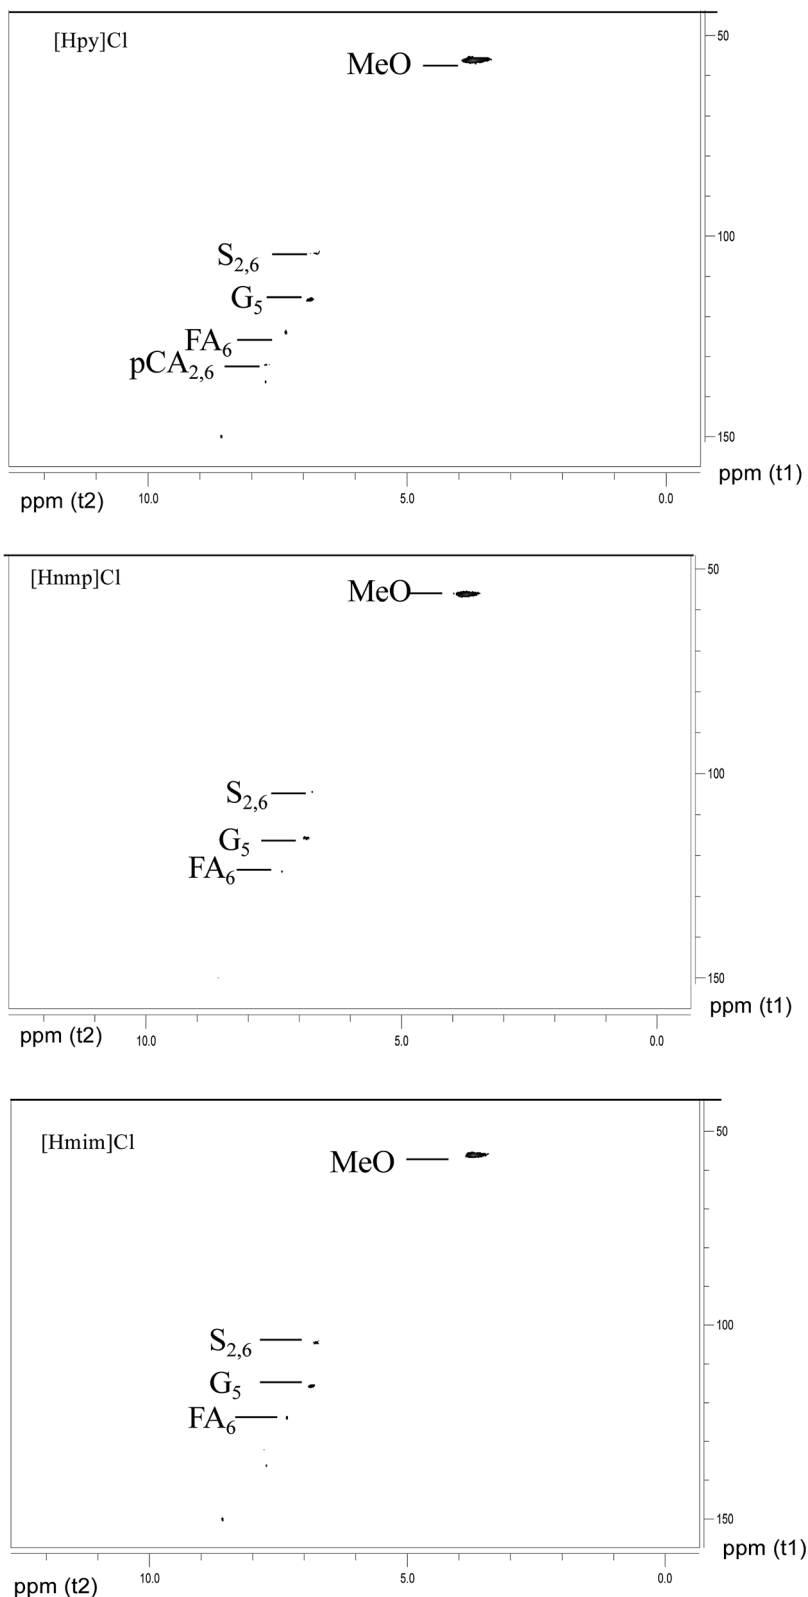 [Hpy]Cl
MeO
50
100
S2,6
G5
FA6
pCA2,6
150
ppm (t1)
10.0 5.0 0.0
ppm (t2)
[Hnmp]Cl
MeO
50
100
S2,6
G5
FA6
150
ppm (t1)
10.0 5.0 0.0
ppm (t2)
[Hmim]Cl
MeO
50
100
S2,6
G5
FA6
150
ppm (t1)
10.0 5.0 0.0
ppm (t2)